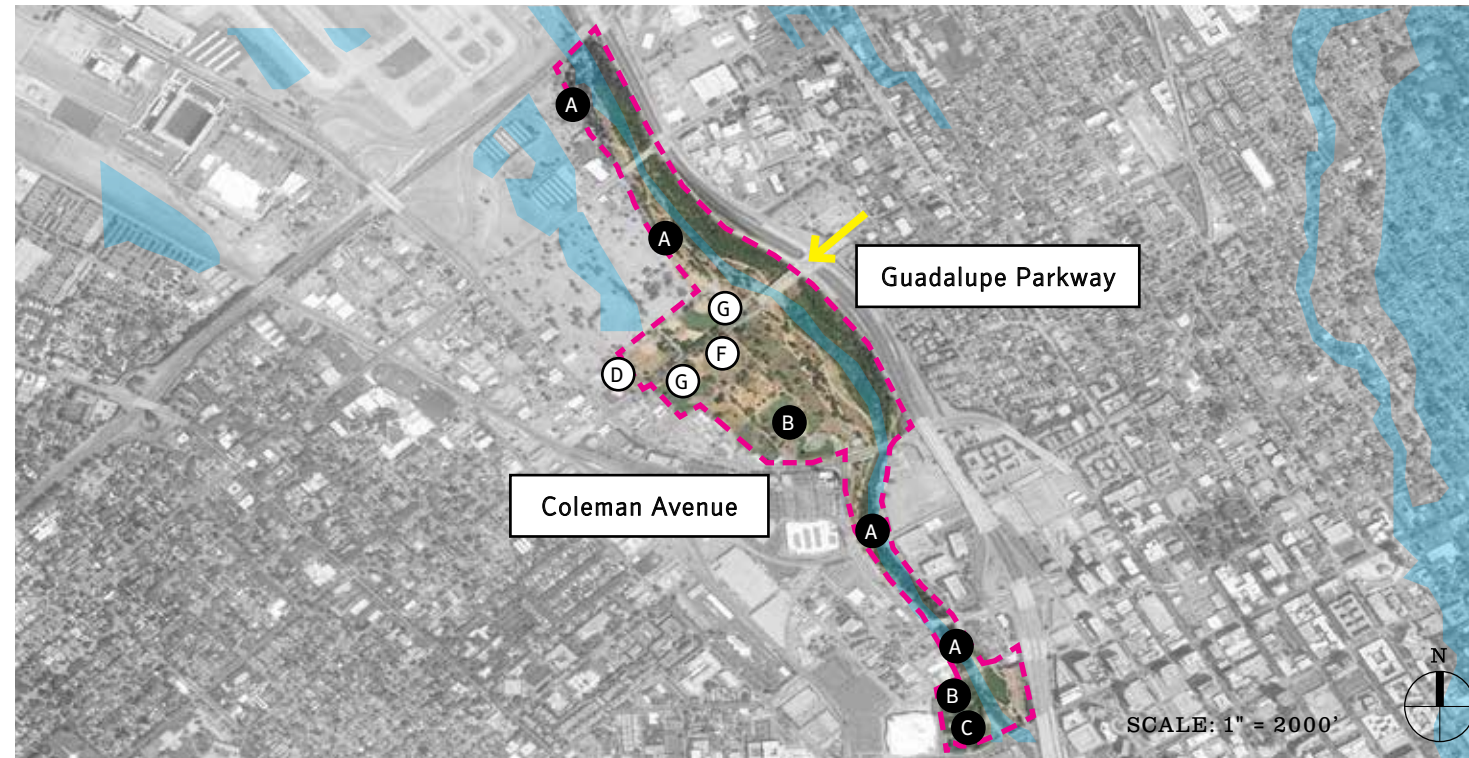 A
A
Guadalupe Parkway
G
F
D
G
B
Coleman Avenue
A
A
N
B
C
SCALE: 1" = 2000'